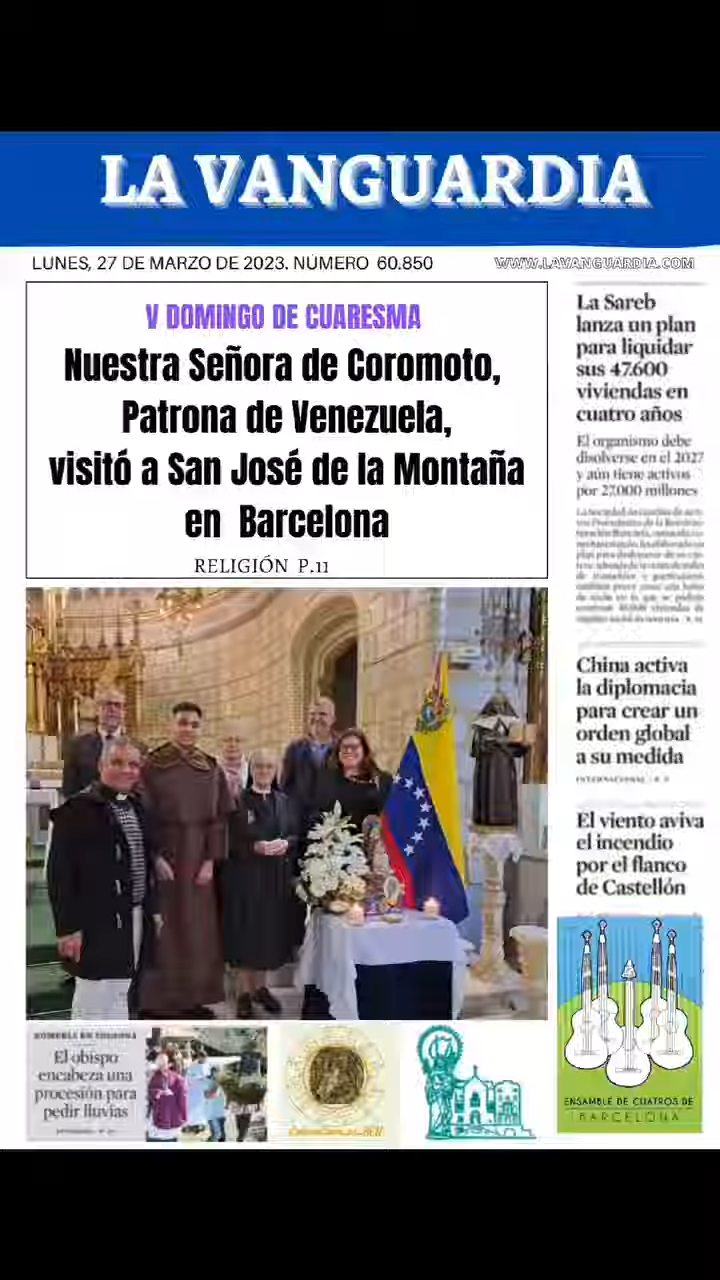 LA VANGUARDIA
LUNES, 27 DE MARZO DE 2023. NÚMERO 60.850
WWW.LAVANGUARDIA.COM
V DOMINGO DE CUARESMA
Nuestra Señora de Coromoto,
Patrona de Venezuela,
visitó a San José de la Montaña
en Barcelona
RELIGIÓN P.11
La Sareb
lanza un plan
para liquidar
sus 47.600
viviendas en
cuatro años
El organismo debe
disolverse en el 2027
y aún tiene activos
por 27.000 millones
China activa
la diplomacia
para crear un
orden global
a su medida
INTERNACIONAL
El viento aviva
el incendio
por el flanco
de Castellón
El obispo
encabeza una
procesión para
pedir lluvias
ENSAMBLE DE CUATROS DE
BARCELONA